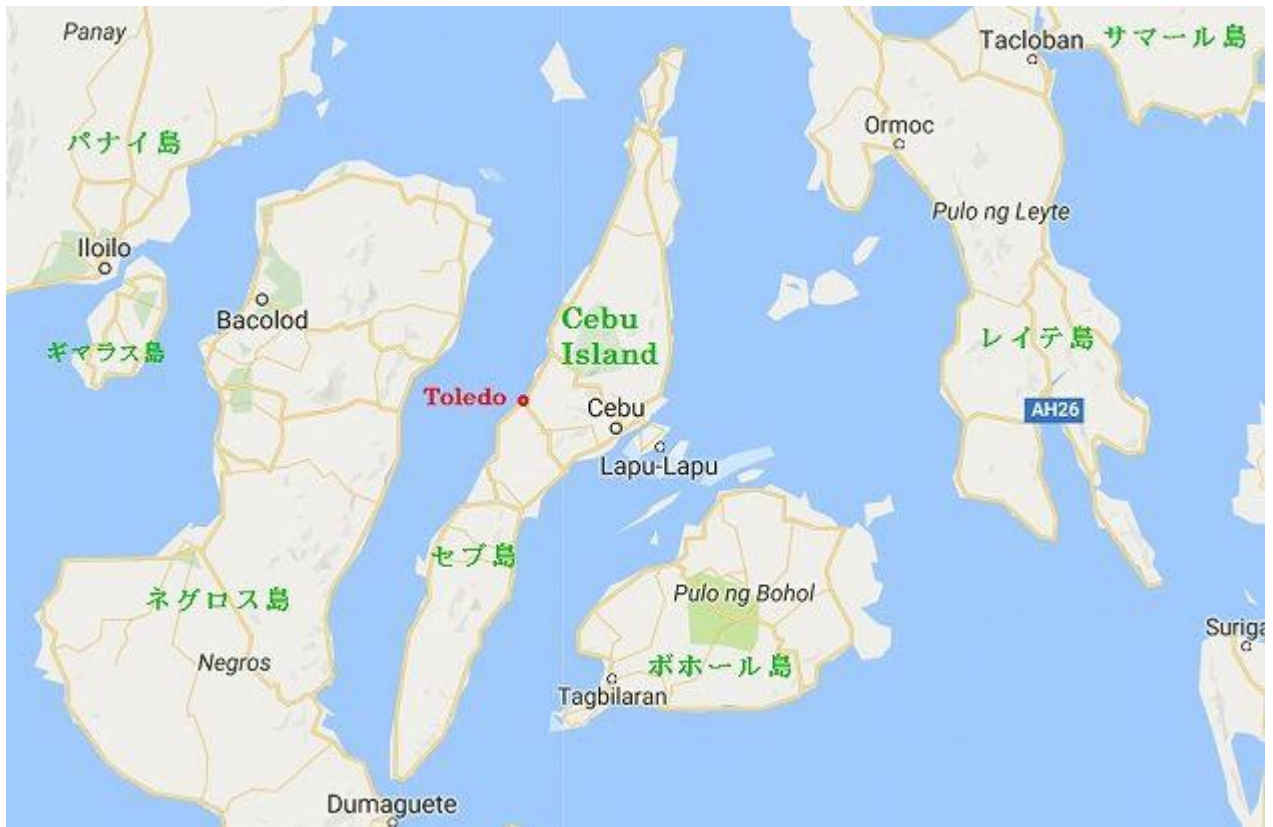 Panay
Tacloban
サマール島
パナイ島
Ormoc
Pulo ng Leyte
Iloilo
Bacolod
ギマラス島
Cebu
Island
レイテ島
Toledo
Cebu
AH26
Lapu-Lapu
セブ島
ネグロス島
Pulo ng Bohol
Negros
ボホール島
Suriga
Tagbilaran
Dumaguete